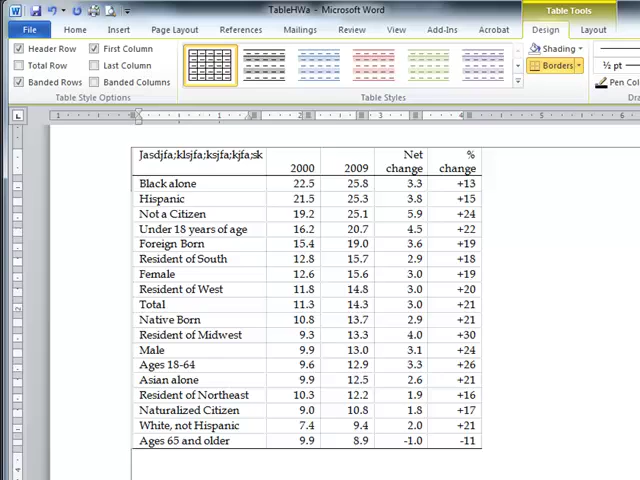 TableHWa - Microsoft Word
Table Tools
File Home Insert Page Layout References Mailings Review View Add-Ins Acrobat Design Layout
Header Row First Column
Total Row Last Column
Banded Rows Banded Columns
Table Style Options
Table Styles
Shading
Borders
½ pt
Pen Col
Jasdjfa;klsjfa;ksjfa;kjfa;sk 2000 2009 Net change % change
Black alone 22.5 25.8 3.3 +13
Hispanic 21.5 25.3 3.8 +15
Not a Citizen 19.2 25.1 5.9 +24
Under 18 years of age 16.2 20.7 4.5 +22
Foreign Born 15.4 19.0 3.6 +19
Resident of South 12.8 15.7 2.9 +18
Female 12.6 15.6 3.0 +19
Resident of West 11.8 14.8 3.0 +20
Total 11.3 14.3 3.0 +21
Native Born 10.8 13.7 2.9 +21
Resident of Midwest 9.3 13.3 4.0 +30
Male 9.9 13.0 3.1 +24
Ages 18-64 9.6 12.9 3.3 +26
Asian alone 9.9 12.5 2.6 +21
Resident of Northeast 10.3 12.2 1.9 +16
Naturalized Citizen 9.0 10.8 1.8 +17
White, not Hispanic 7.4 9.4 2.0 +21
Ages 65 and older 9.9 8.9 -1.0 -11